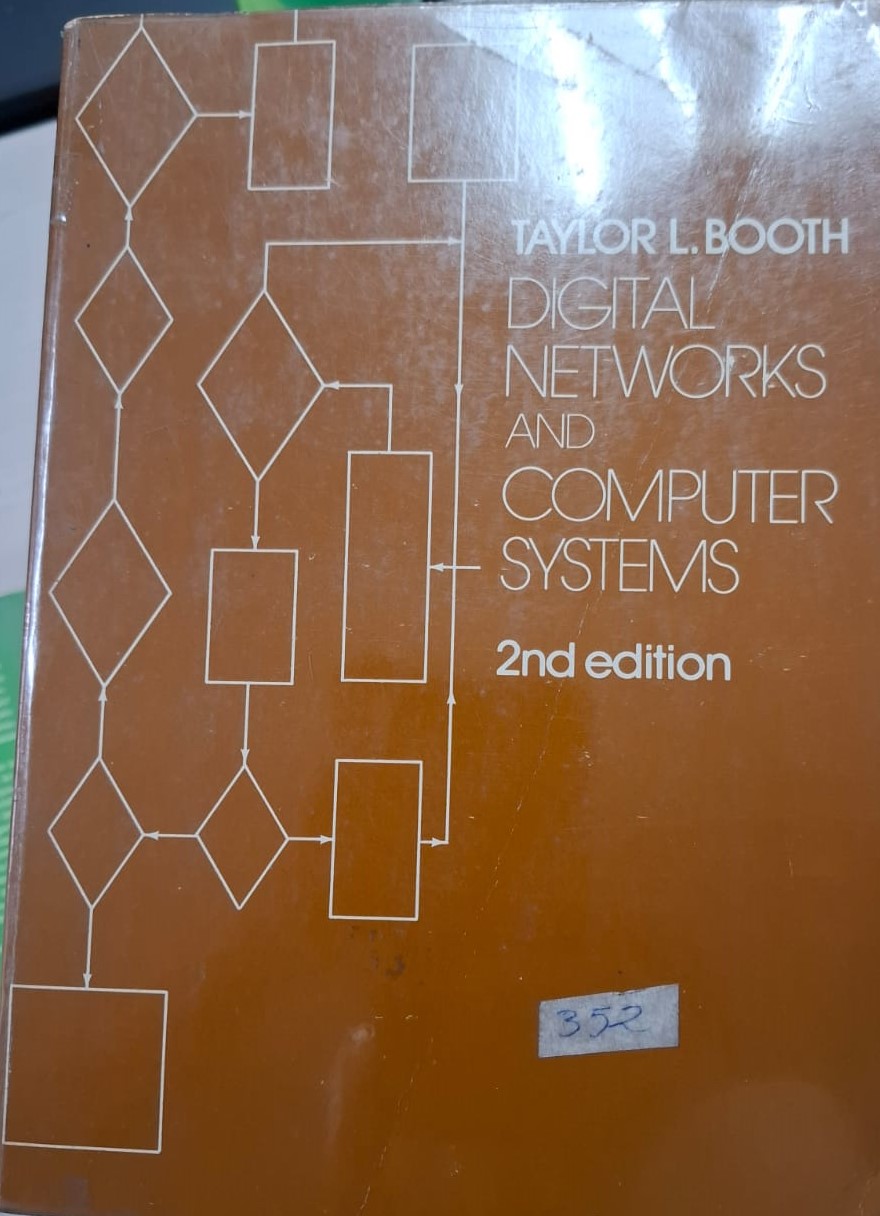 TAYLOR L. BOOTH
DIGITAL
NETWORKS
AND
COMPUTER
SYSTEMS
2nd edition
352